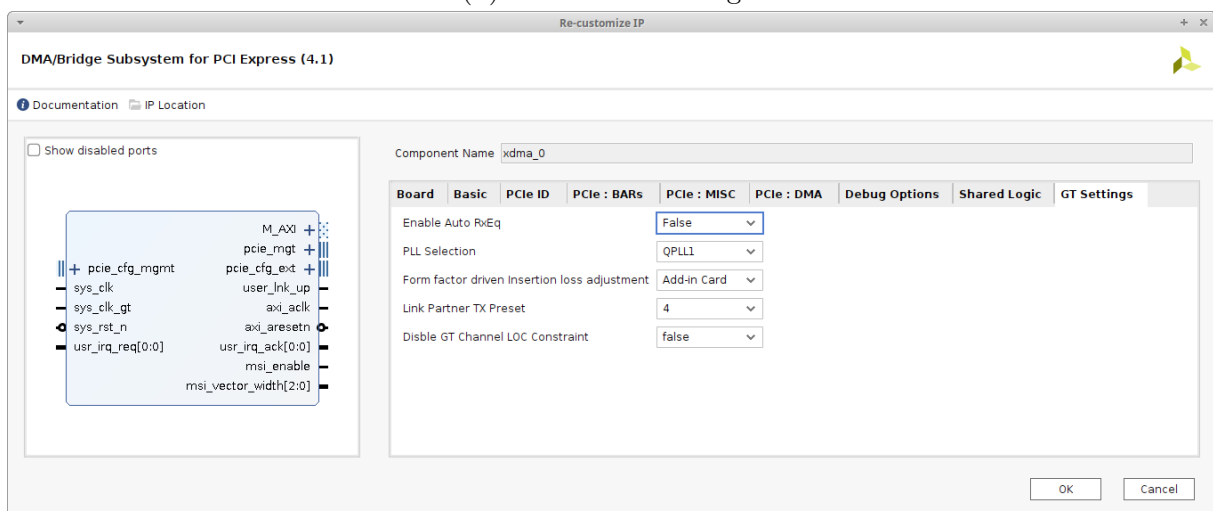 Re-customize IP
DMA/Bridge Subsystem for PCI Express (4.1)
Documentation IP Location
Show disabled ports
M_AXI
pcie_mgt
pcie_cfg_mgmt pcie_cfg_ext
sys_clk user_lnk_up
sys_clk_gt axi_aclk
sys_rst_n axi_aresetn
usr_irq_req[0:0] usr_irq_ack[0:0]
msi_enable
msi_vector_width[2:0]
Component Name xdma_0
Board Basic PCIe ID PCIe : BARs PCIe : MISC PCIe : DMA Debug Options Shared Logic GT Settings
Enable Auto RxEq False
PLL Selection QPLL1
Form factor driven Insertion loss adjustment Add-in Card
Link Partner TX Preset 4
Disble GT Channel LOC Constraint false
OK Cancel